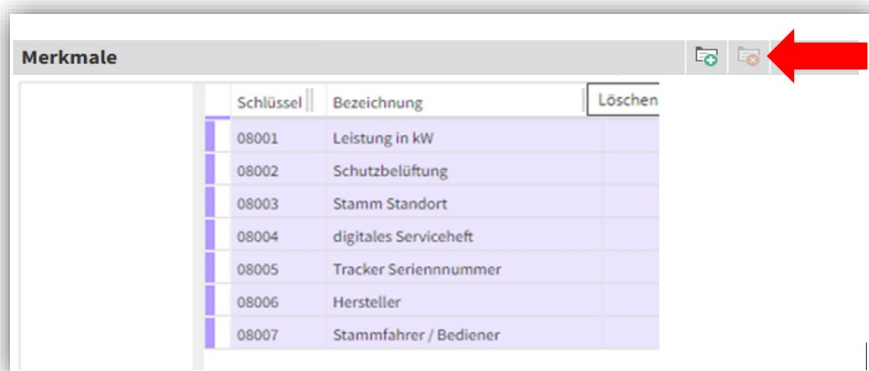 Merkmale
Schlüssel Bezeichnung Löschen
08001 Leistung in kW
08002 Schutzbelüftung
08003 Stamm Standort
08004 digitales Serviceheft
08005 Tracker Seriennnummer
08006 Hersteller
08007 Stammfahrer / Bediener